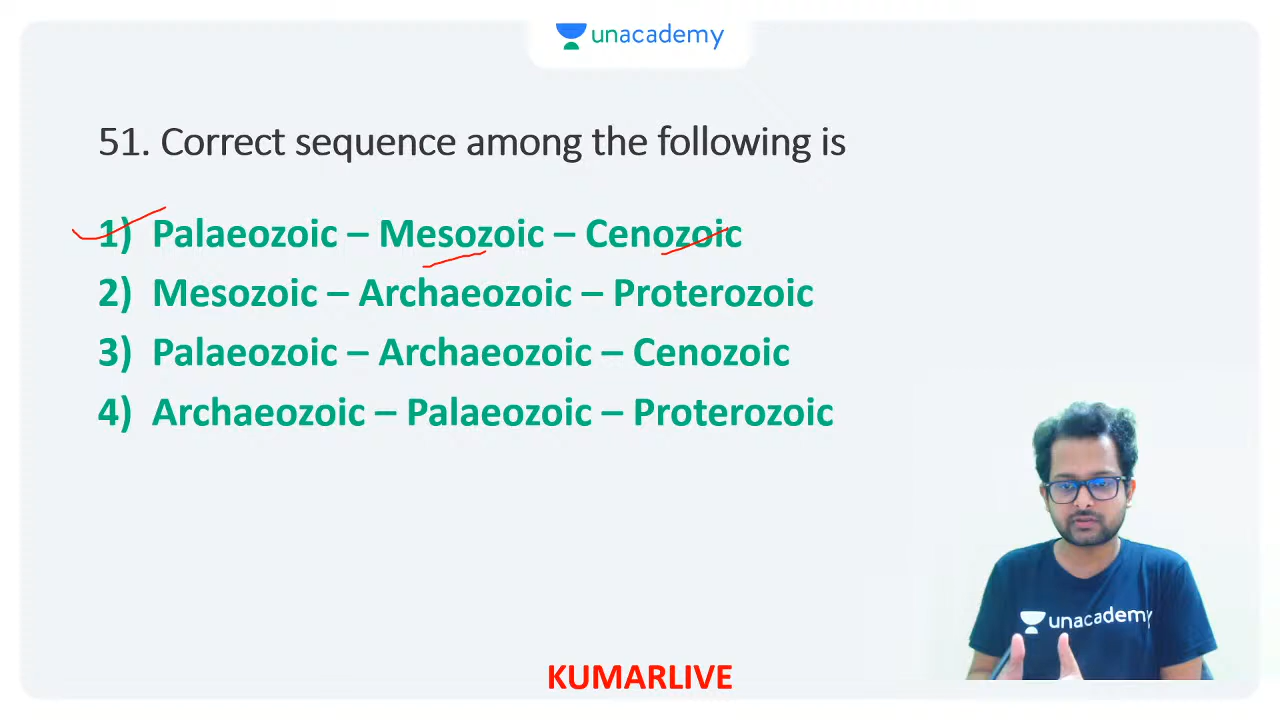 unacademy
51. Correct sequence among the following is
1) Palaeozoic – Mesozoic – Cenozoic
2) Mesozoic – Archaeozoic – Proterozoic
3) Palaeozoic – Archaeozoic – Cenozoic
4) Archaeozoic – Palaeozoic – Proterozoic
unacademy
KUMARLIVE